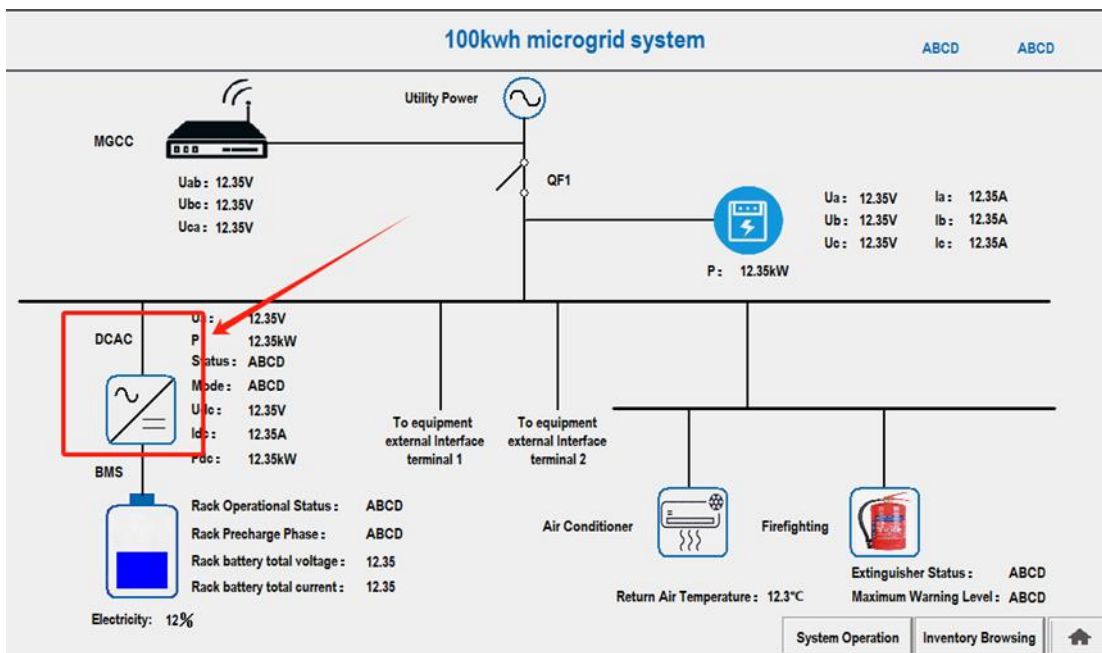 100kwh microgrid system
ABCD ABCD
Utility Power
MGCC
QF1
Uab: 12.35V
Ubc: 12.35V
Uca: 12.35V
Ua: 12.35V Ia: 12.35A
Ub: 12.35V Ib: 12.35A
Uc: 12.35V Ic: 12.35A
P: 12.35kW
DCAC
12.35V
P 12.35kW
Status: ABCD
Mode: ABCD
Udc: 12.35V
Idc: 12.35A
Pdc: 12.35kW
To equipment
external Interface
terminal 1
To equipment
external Interface
terminal 2
BMS
Rack Operational Status: ABCD
Rack Precharge Phase: ABCD
Rack battery total voltage: 12.35
Rack battery total current: 12.35
Electricity: 12%
Air Conditioner
Return Air Temperature: 12.3℃
Firefighting
Extinguisher Status: ABCD
Maximum Warning Level: ABCD
System Operation
Inventory Browsing